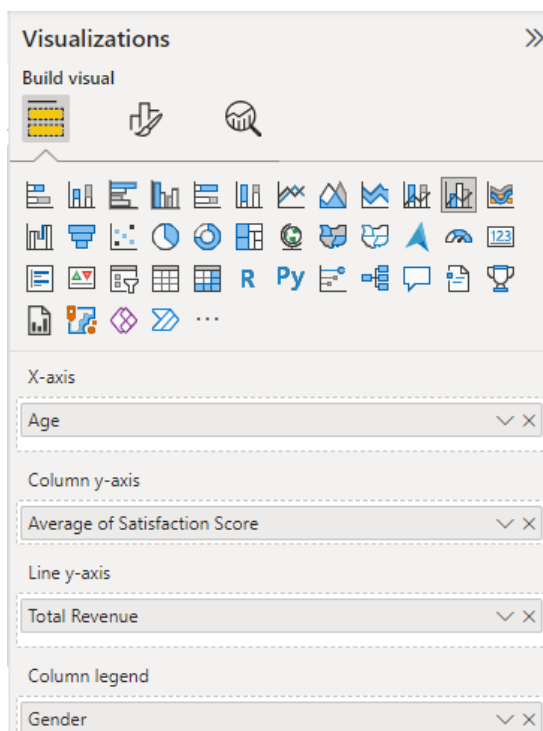 Visualizations
Build visual
123
R
Py
X-axis
Age
Column y-axis
Average of Satisfaction Score
Line y-axis
Total Revenue
Column legend
Gender